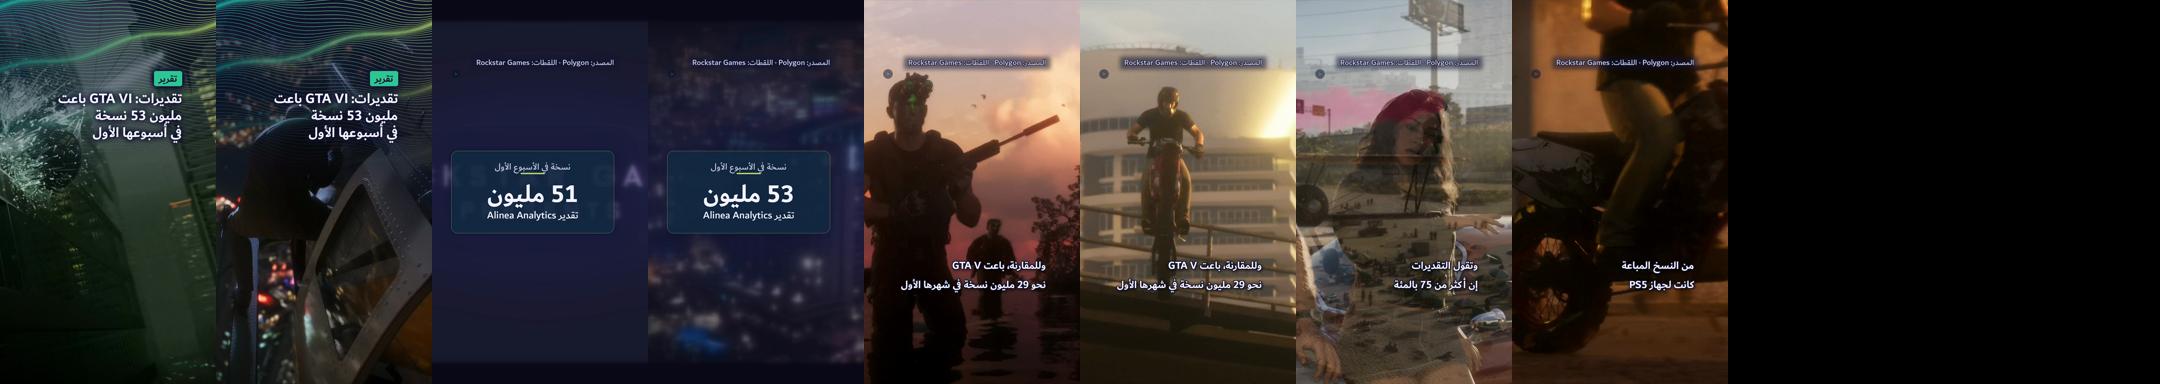 تقرير
تقديرات: GTA VI باعت
53 مليون نسخة
في أسبوعها الأول
تقرير
تقديرات: GTA VI باعت
53 مليون نسخة
في أسبوعها الأول
المصدر: Polygon - اللقطات: Rockstar Games
نسخة في الأسبوع الأول
51 مليون
تقدير Alinea Analytics
المصدر: Polygon - اللقطات: Rockstar Games
نسخة في الأسبوع الأول
53 مليون
تقدير Alinea Analytics
المصدر: Polygon - اللقطات: Rockstar Games
وللمقارنة، باعت GTA V
نحو 29 مليون نسخة في شهرها الأول
المصدر: Polygon - اللقطات: Rockstar Games
وللمقارنة، باعت GTA V
نحو 29 مليون نسخة في شهرها الأول
المصدر: Polygon - اللقطات: Rockstar Games
وتقول التقديرات
إن أكثر من 75 بالمئة
المصدر: Polygon - اللقطات: Rockstar Games
من النسخ المباعة
كانت لجهاز PS5